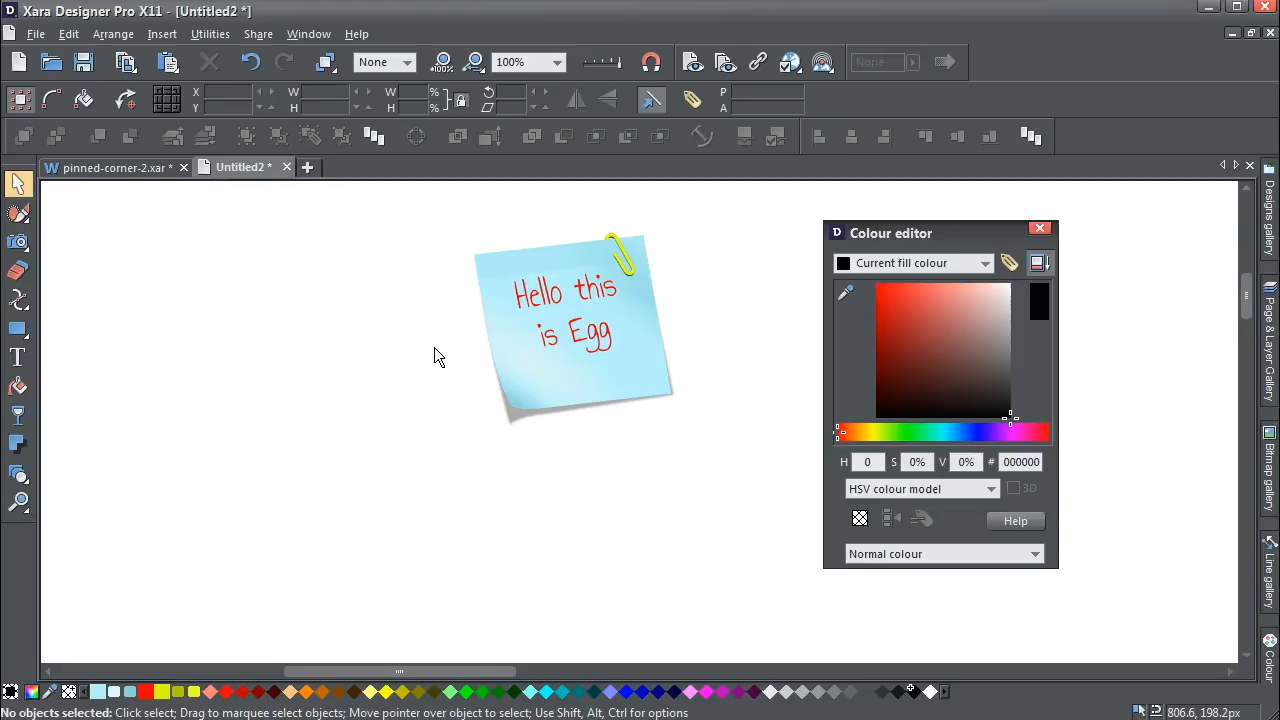 Xara Designer Pro X11 - [Untitled2 *]
File Edit Arrange Insert Utilities Share Window Help
None 100% None
X W W % P
Y H H % A
W pinned-corner-2.xar * Untitled2 *
Hello this
is Egg
Colour editor
Current fill colour
H 0 S 0% V 0% # 000000
HSV colour model 3D
Help
Normal colour
Designs gallery
Page & Layer Gallery
Bitmap gallery
Line gallery
Colour
No objects selected: Click select; Drag to marquee select objects; Move pointer over object to select; Use Shift, Alt, Ctrl for options
806.6, 198.2px